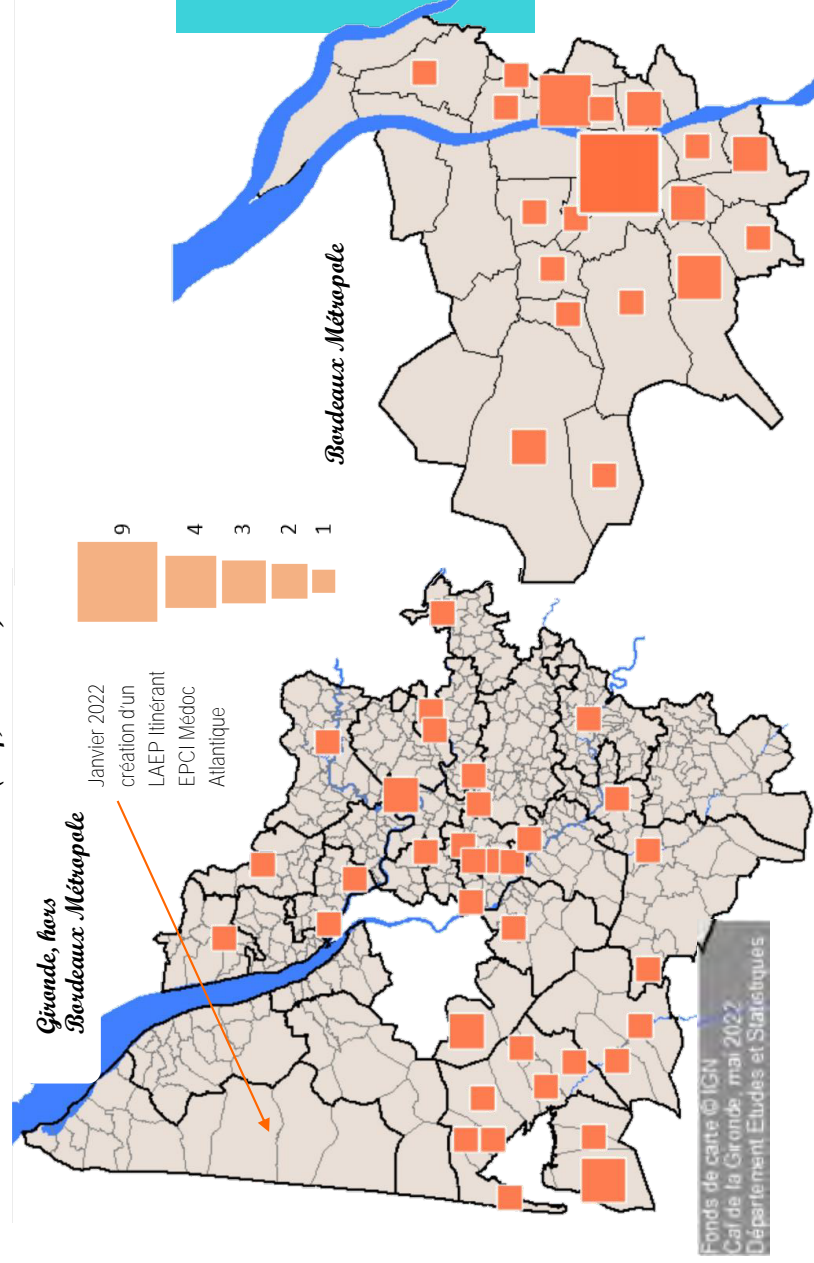 Gironde, hors
Bordeaux Métropole
Janvier 2022
création d'un
LAEP Itinérant
EPCI Médoc
Atlantique
9
4
3
2
1
Bordeaux Métropole
Fonds de carte © IGN
Caf de la Gironde, mai 2022
Département Etudes et Statistiques